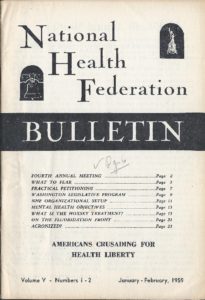 National
Health
Federation
BULLETIN
FOURTH ANNUAL MEETING Page 2
WHAT TO FEAR Page 3
PRACTICAL PETITIONING Page 7
WASHINGTON LEGISLATIVE PROGRAM Page 9
NHF ORGANIZATIONAL SETUP Page 13
MENTAL HEALTH OBJECTIVES Page 15
WHAT IS THE HOXSEY TREATMENT? Page 15
ON THE FLUORIDATION FRONT Page 21
ACRONIZED! Page 23
AMERICANS CRUSADING FOR
HEALTH LIBERTY
Volume V - Numbers 1 - 2 January - February, 1959